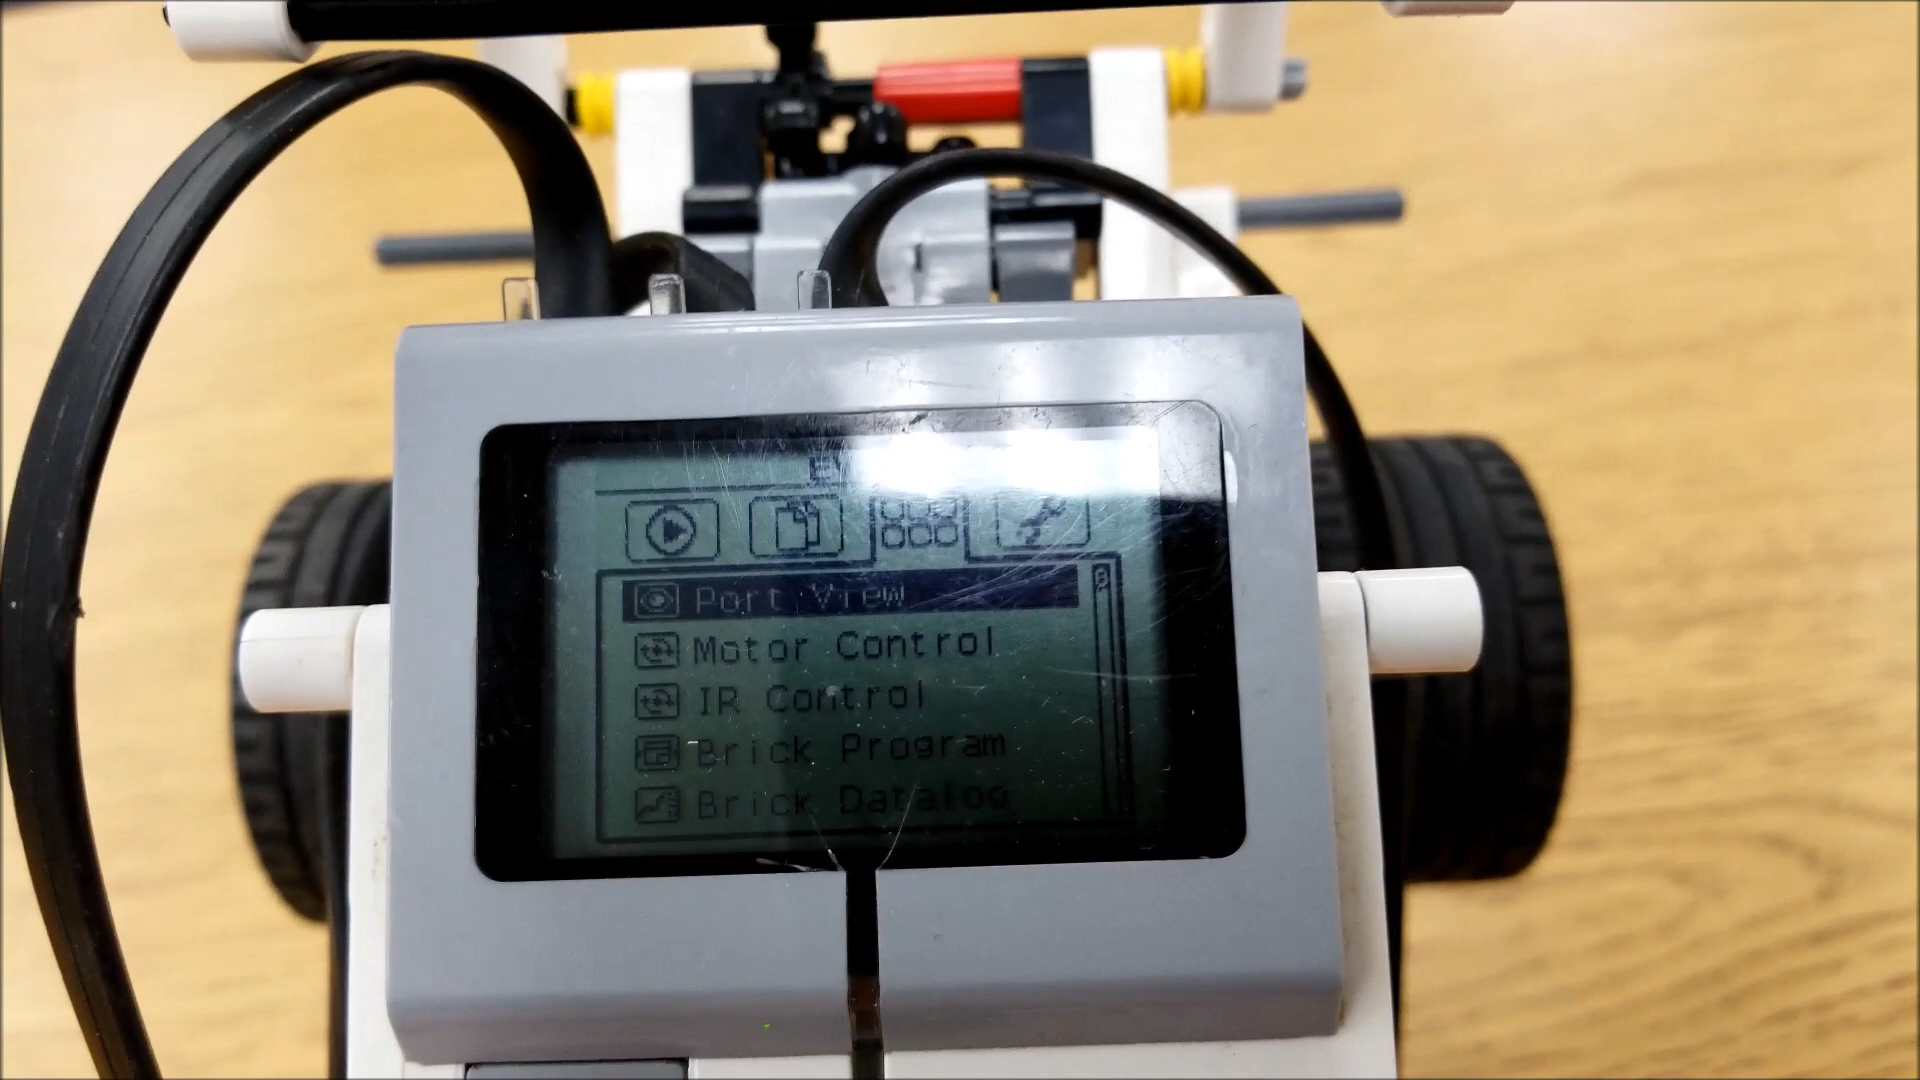 Port View
Motor Control
IR Control
Brick Program
Brick Datalog